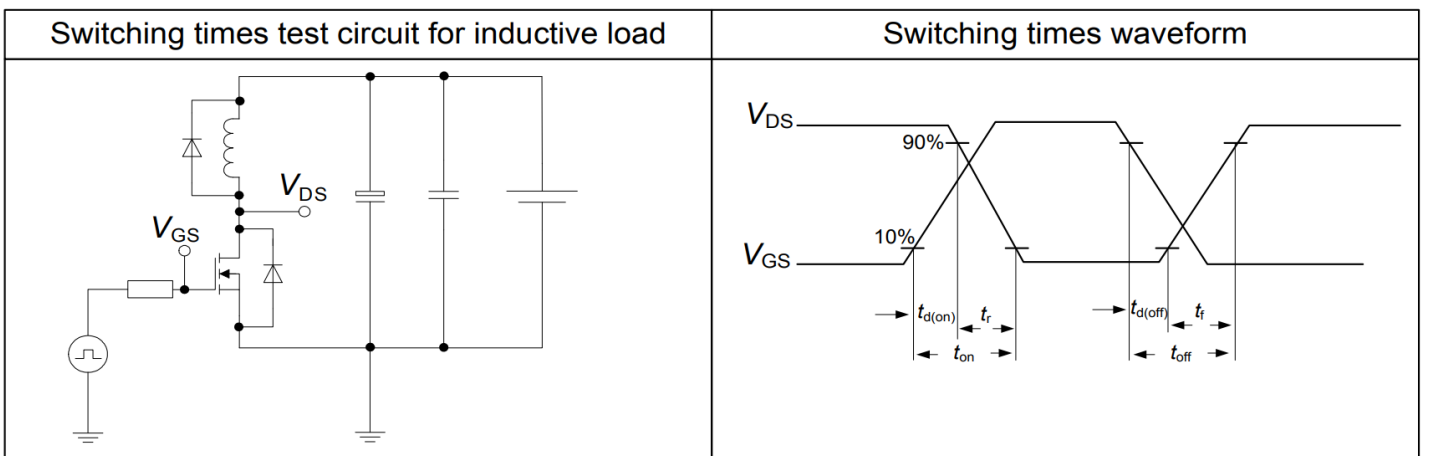 Switching times test circuit for inductive load
Switching times waveform
VDS
VGS
VDS
90%
10%
VGS
td(on) tr
ton
td(off) tf
toff